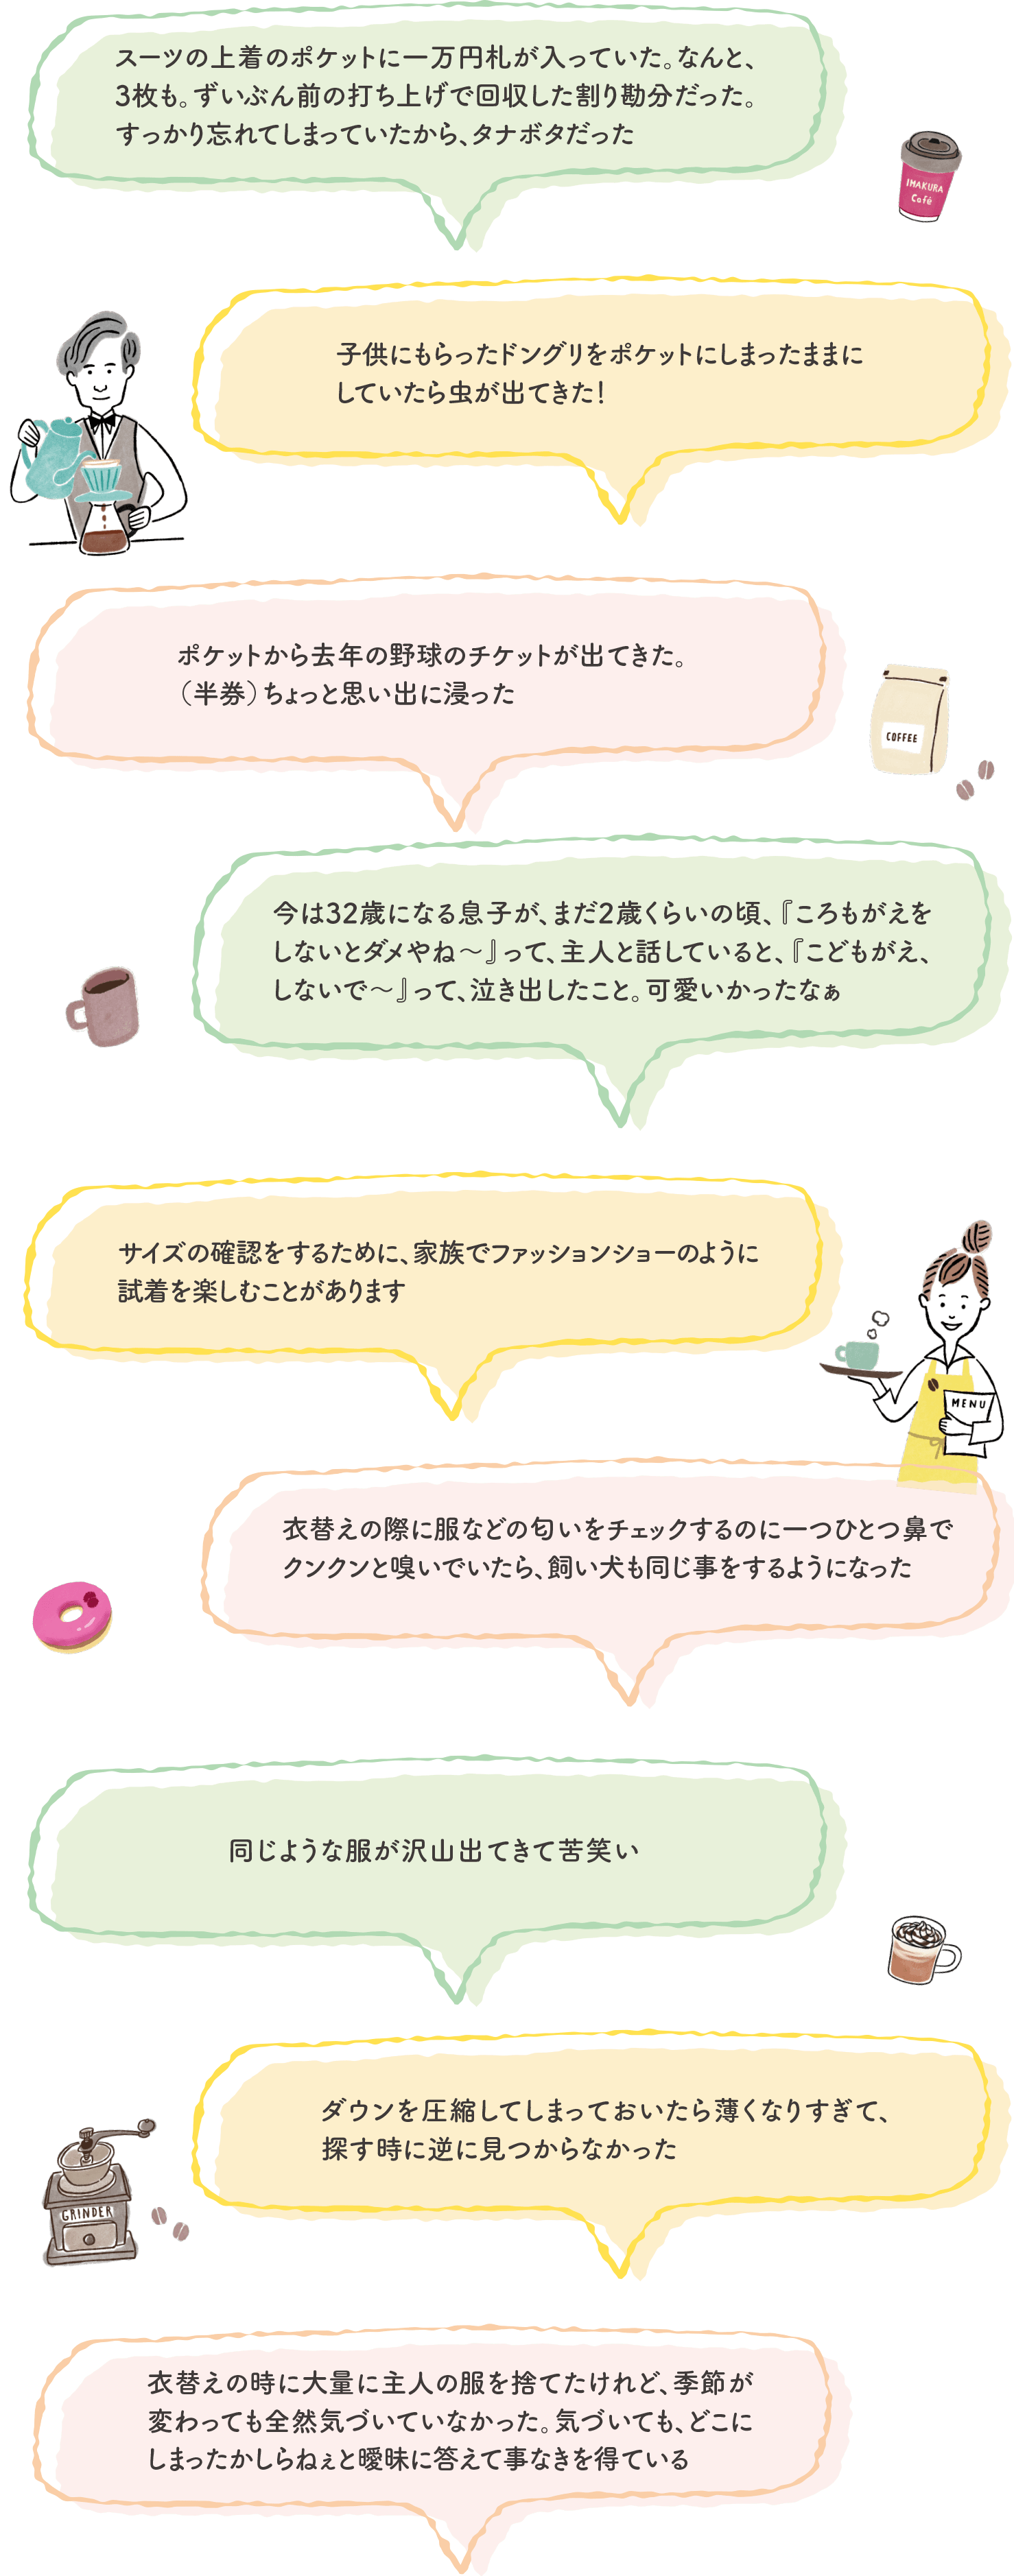 スーツの上着のポケットに一万円札が入っていた。なんと、
3枚も。ずいぶん前の打ち上げで回収した割り勘分だった。
すっかり忘れてしまっていたから、タナボタだった
IMAKURA
Café
子供にもらったドングリをポケットにしまったままに
していたら虫が出てきた!
ポケットから去年の野球のチケットが出てきた。
（半券）ちょっと思い出に浸った
COFFEE
今は32歳になる息子が、まだ2歳くらいの頃、『ころもがえを
しないとダメやね〜』って、主人と話していると、『こどもがえ、
しないで〜』って、泣き出したこと。可愛いかったなぁ
サイズの確認をするために、家族でファッションショーのように
試着を楽しむことがあります
MENU
衣替えの際に服などの匂いをチェックするのに一つひとつ鼻で
クンクンと嗅いでいたら、飼い犬も同じ事をするようになった
同じような服が沢山出てきて苦笑い
ダウンを圧縮してしまっておいたら薄くなりすぎて、
探す時に逆に見つからなかった
GRINDER
衣替えの時に大量に主人の服を捨てたけれど、季節が
変わっても全然気づいていなかった。気づいても、どこに
しまったかしらねぇと曖昧に答えて事なきを得ている